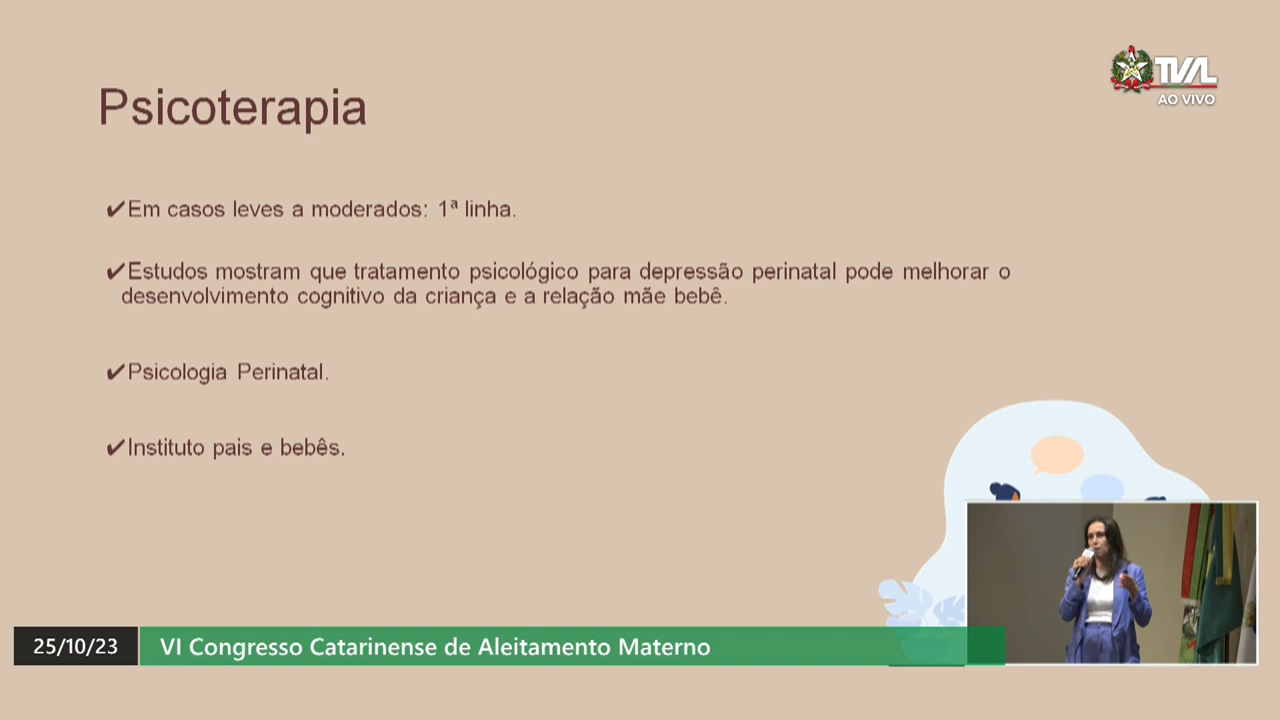 TVAL
AO VIVO
Psicoterapia
✔Em casos leves a moderados: 1ª linha.
✔Estudos mostram que tratamento psicológico para depressão perinatal pode melhorar o
desenvolvimento cognitivo da criança e a relação mãe bebê.
✔Psicologia Perinatal.
✔Instituto pais e bebês.
25/10/23
VI Congresso Catarinense de Aleitamento Materno